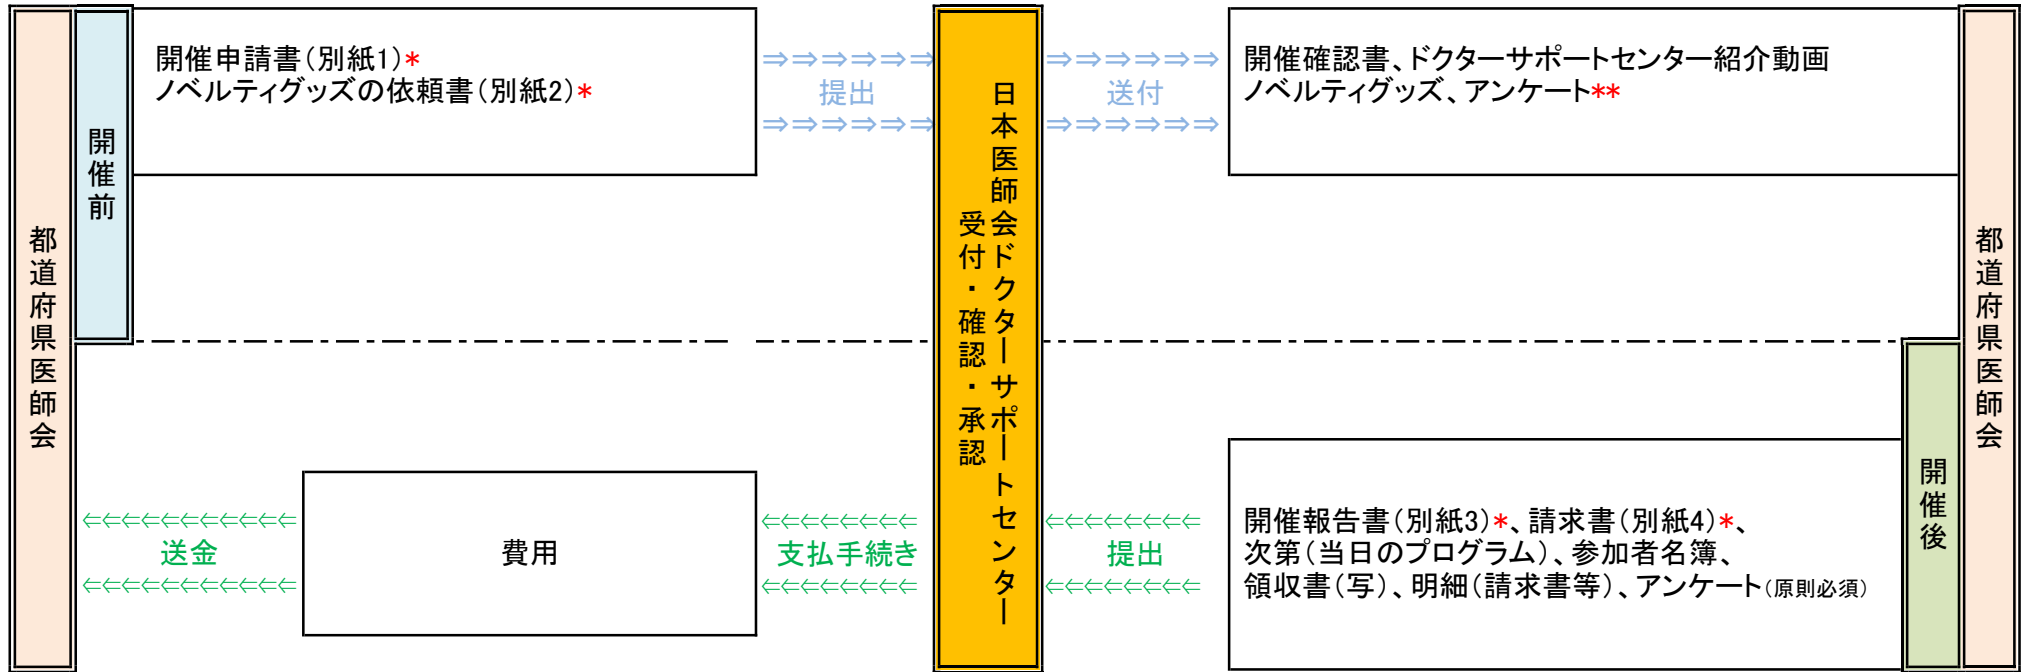 都道府県医師会
開催前
開催申請書(別紙1)*
ノベルティグッズの依頼書(別紙2)*
⇒⇒⇒⇒⇒⇒
提出
⇒⇒⇒⇒⇒⇒
日本医師会ドクターサポートセンター
受付・確認・承認
⇒⇒⇒⇒⇒⇒
送付
⇒⇒⇒⇒⇒⇒
開催確認書、ドクターサポートセンター紹介動画
ノベルティグッズ、アンケート**
都道府県医師会
開催後
開催報告書(別紙3)*、請求書(別紙4)*、
次第(当日のプログラム)、参加者名簿、
領収書(写)、明細(請求書等)、アンケート(原則必須)
⇐⇐⇐⇐⇐⇐⇐⇐
提出
⇐⇐⇐⇐⇐⇐⇐⇐
⇐⇐⇐⇐⇐⇐⇐⇐
支払手続き
⇐⇐⇐⇐⇐⇐⇐⇐
費用
⇐⇐⇐⇐⇐⇐⇐⇐⇐⇐⇐
送金
⇐⇐⇐⇐⇐⇐⇐⇐⇐⇐⇐